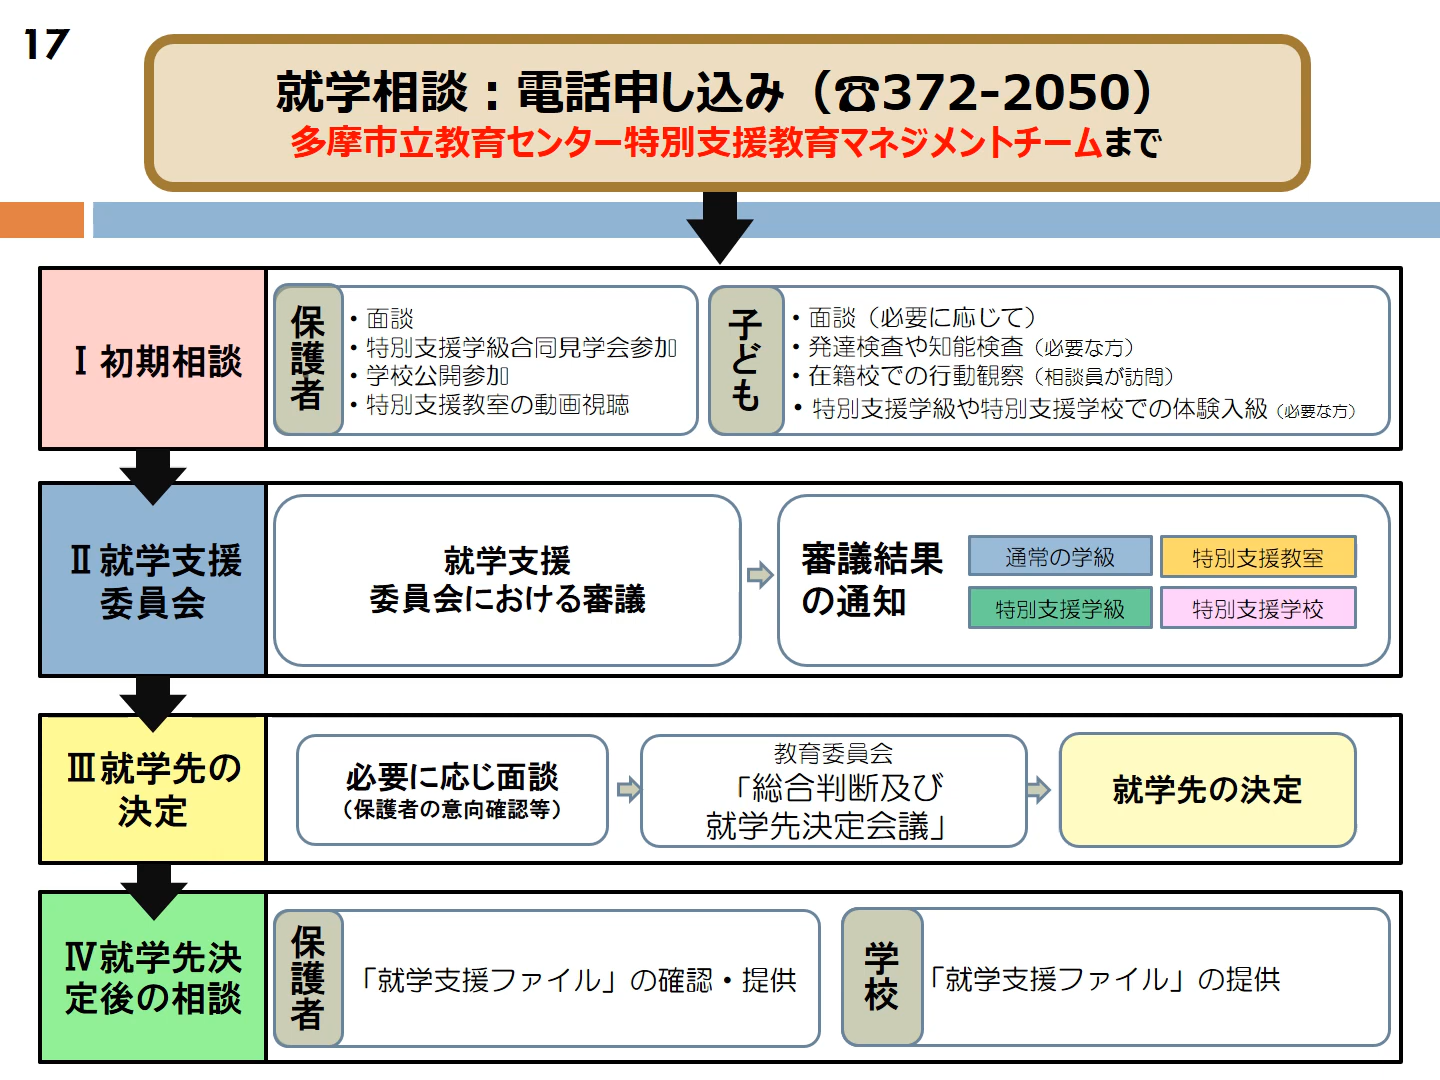 17
就学相談：電話申し込み（☎372-2050）
多摩市立教育センター特別支援教育マネジメントチームまで
Ⅰ 初期相談
保護者
・面談
・特別支援学級合同見学会参加
・学校公開参加
・特別支援教室の動画視聴
子ども
・面談（必要に応じて）
・発達検査や知能検査（必要な方）
・在籍校での行動観察（相談員が訪問）
・特別支援学級や特別支援学校での体験入級（必要な方）
Ⅱ就学支援
委員会
就学支援
委員会における審議
審議結果
の通知
通常の学級
特別支援教室
特別支援学級
特別支援学校
Ⅲ就学先の
決定
必要に応じ面談
（保護者の意向確認等）
教育委員会
「総合判断及び
就学先決定会議」
就学先の決定
Ⅳ就学先決
定後の相談
保護者
「就学支援ファイル」の確認・提供
学校
「就学支援ファイル」の提供